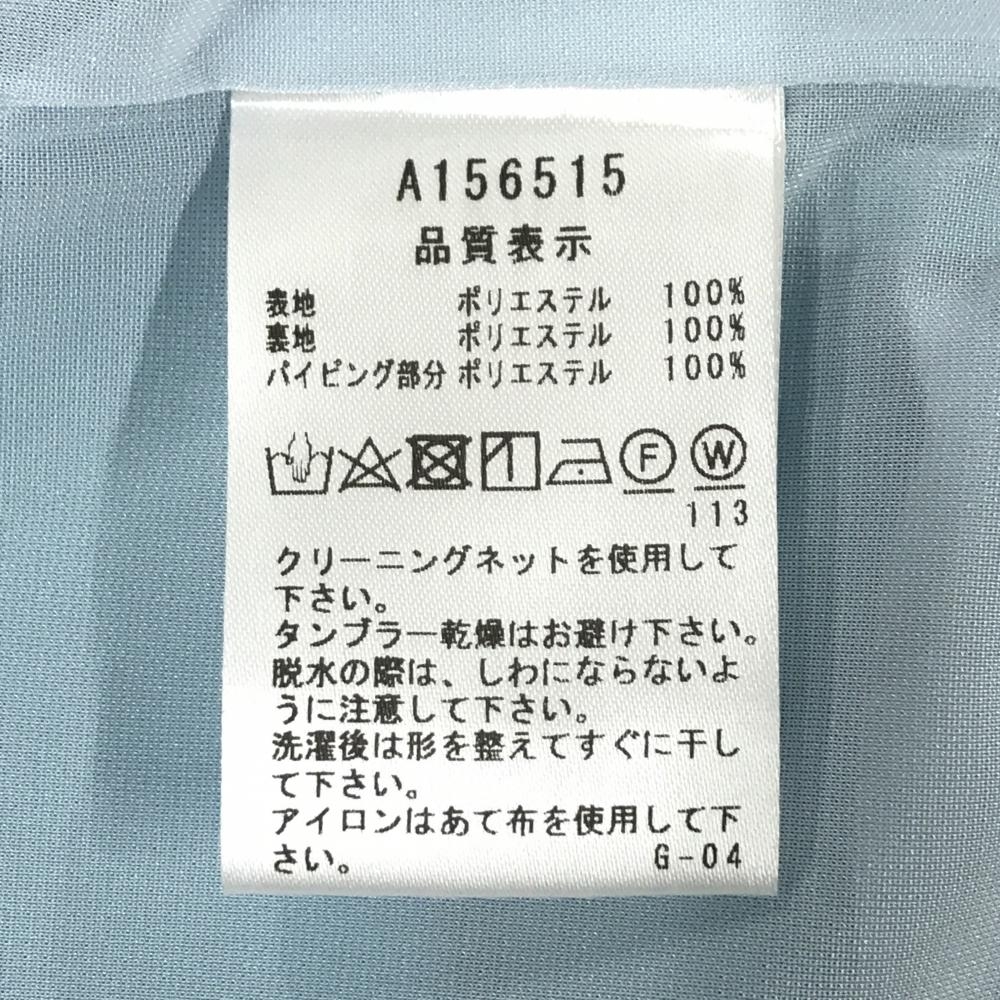 A156515
品質表示
表地 ポリエステル 100%
裏地 ポリエステル 100%
パイピング部分 ポリエステル 100%
F W
113
クリーニングネットを使用して
下さい。
タンブラー乾燥はお避け下さい。
脱水の際は、しわにならないよ
うに注意して下さい。
洗濯後は形を整えてすぐに干し
て下さい。
アイロンはあて布を使用して下
さい。 G-04